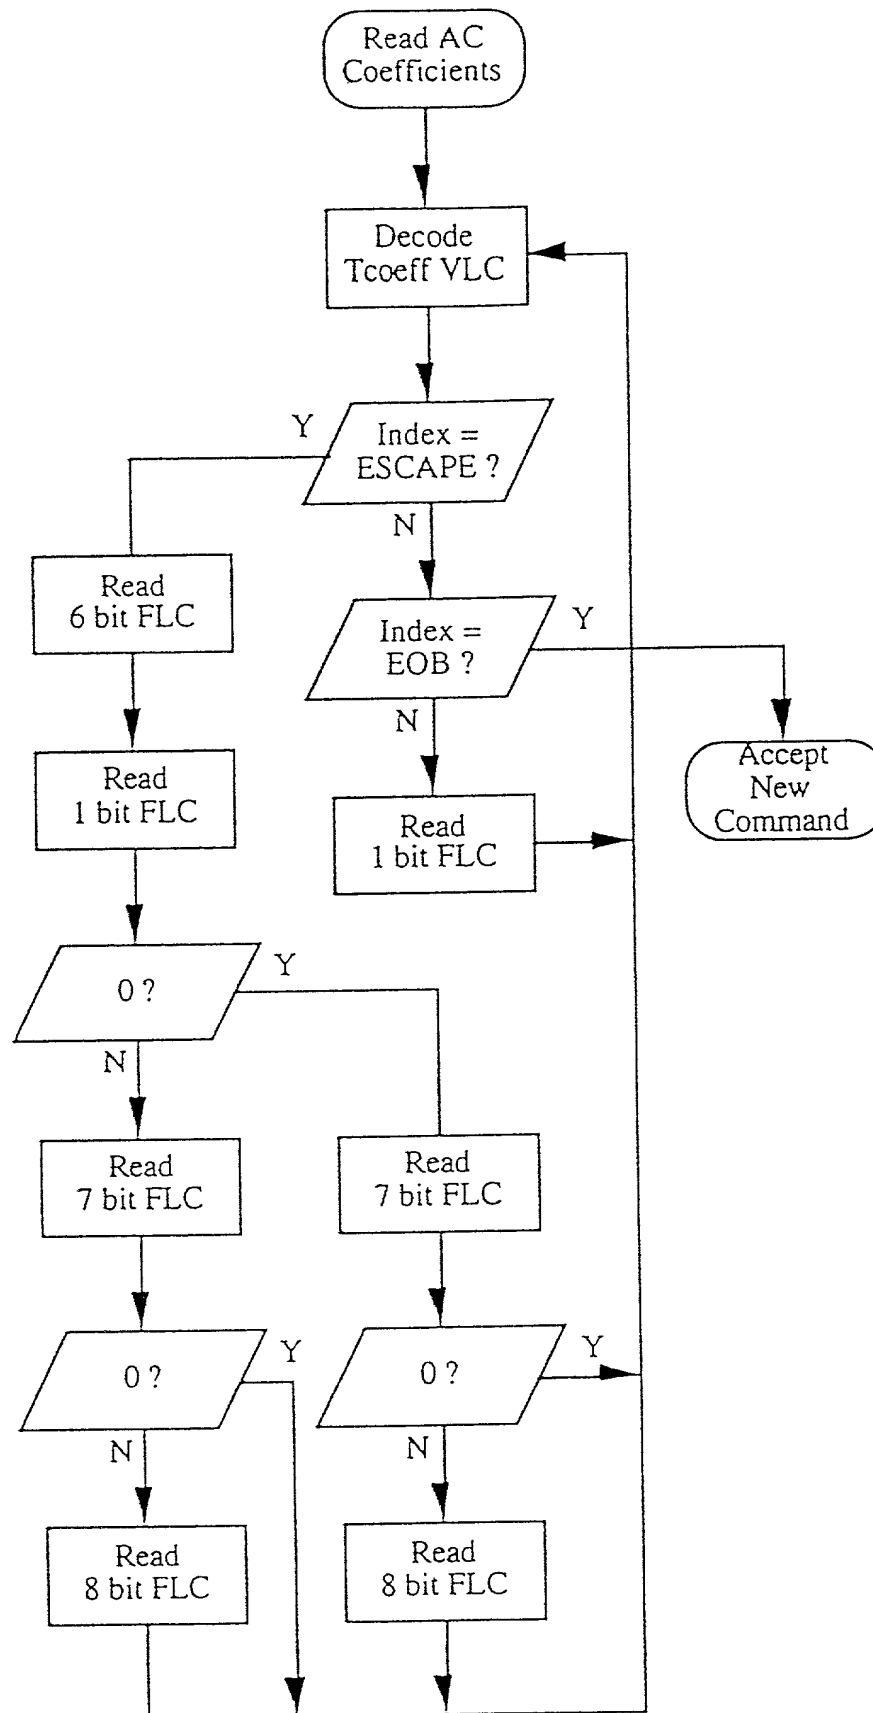 Read AC
Coefficients
Decode
Tcoeff VLC
Y
Index =
ESCAPE ?
N
Read
6 bit FLC
Index =
EOB ?
Y
N
Read
1 bit FLC
Accept
New
Command
Read
1 bit FLC
0 ?
Y
N
Read
7 bit FLC
Read
7 bit FLC
0 ?
Y
N
0 ?
Y
N
Read
8 bit FLC
Read
8 bit FLC